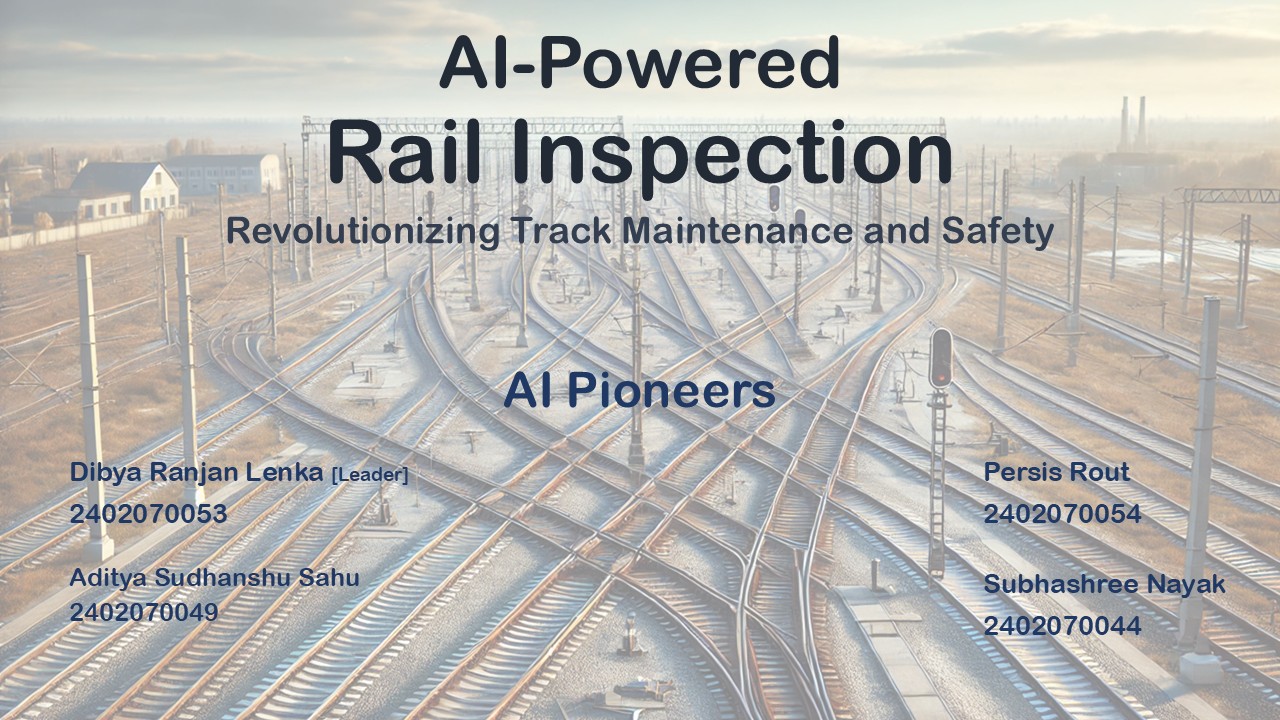 AI-Powered
Rail Inspection
Revolutionizing Track Maintenance and Safety
AI Pioneers
Dibya Ranjan Lenka [Leader]
2402070053
Aditya Sudhanshu Sahu
2402070049
Persis Rout
2402070054
Subhashree Nayak
2402070044